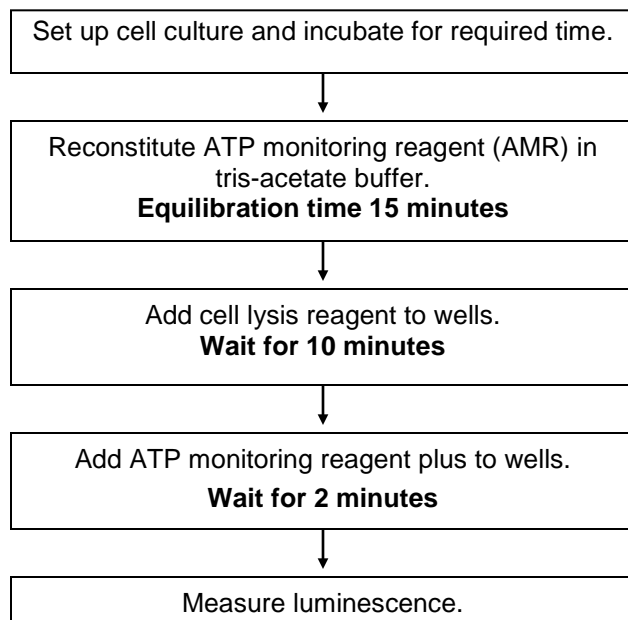 Set up cell culture and incubate for required time.
Reconstitute ATP monitoring reagent (AMR) in
tris-acetate buffer.
Equilibration time 15 minutes
Add cell lysis reagent to wells.
Wait for 10 minutes
Add ATP monitoring reagent plus to wells.
Wait for 2 minutes
Measure luminescence.